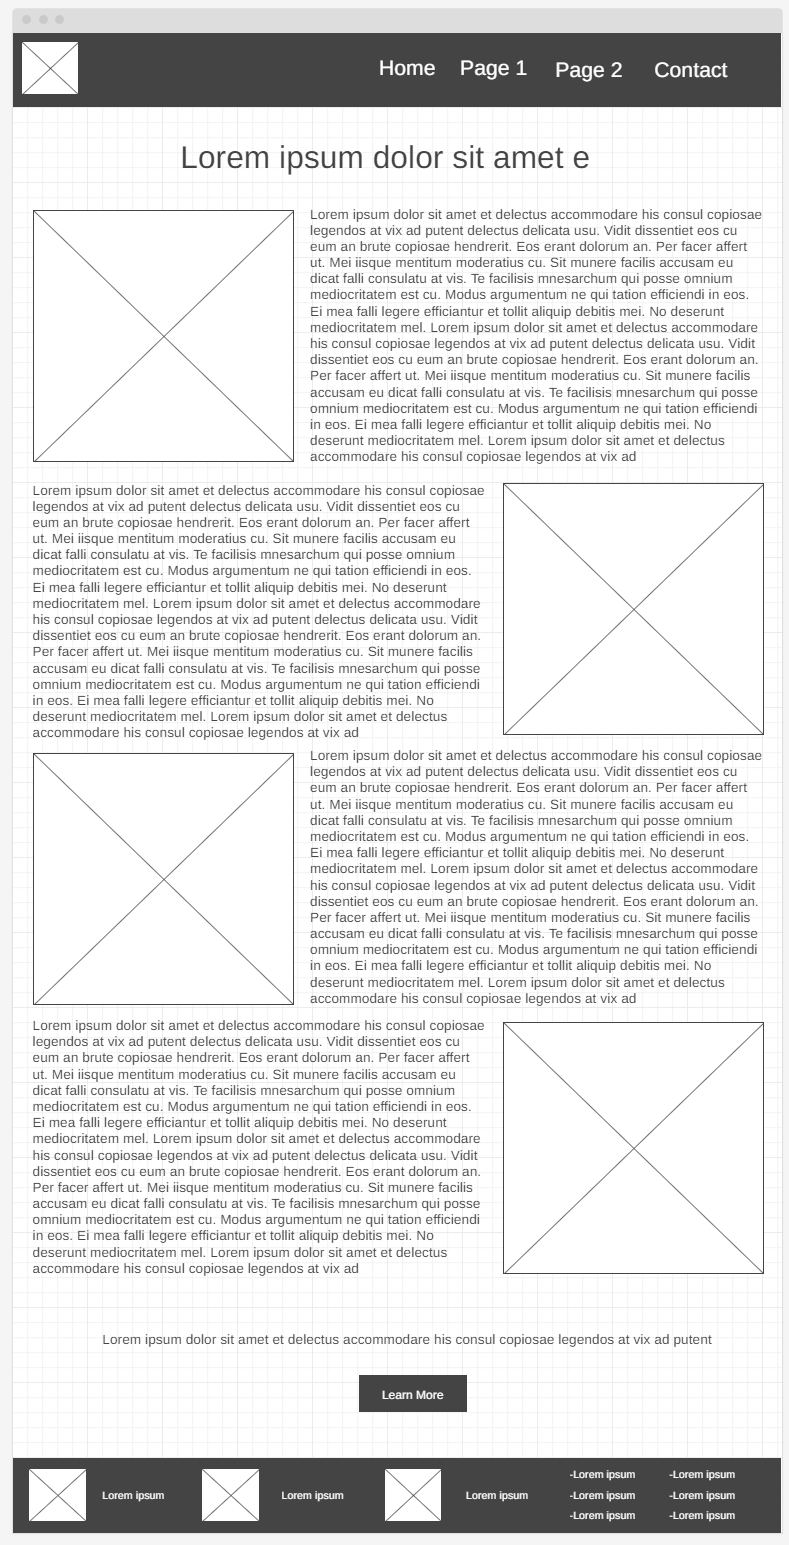 Home Page 1 Page 2 Contact
Lorem ipsum dolor sit amet e
Lorem ipsum dolor sit amet et delectus accommodare his consul copiosae
legendos at vix ad putent delectus delicata usu. Vidit dissentiet eos cu
eum an brute copiosae hendrerit. Eos erant dolorum an. Per facer affert
ut. Mei iisque mentitum moderatius cu. Sit munere facilis accusam eu
dicat falli consulatu at vis. Te facilisis mnesarchum qui posse omnium
mediocritatem est cu. Modus argumentum ne qui tation efficiendi in eos.
Ei mea falli legere efficiantur et tollit aliquip debitis mei. No deserunt
mediocritatem mel. Lorem ipsum dolor sit amet et delectus accommodare
his consul copiosae legendos at vix ad putent delectus delicata usu. Vidit
dissentiet eos cu eum an brute copiosae hendrerit. Eos erant dolorum an.
Per facer affert ut. Mei iisque mentitum moderatius cu. Sit munere facilis
accusam eu dicat falli consulatu at vis. Te facilisis mnesarchum qui posse
omnium mediocritatem est cu. Modus argumentum ne qui tation efficiendi
in eos. Ei mea falli legere efficiantur et tollit aliquip debitis mei. No
deserunt mediocritatem mel. Lorem ipsum dolor sit amet et delectus
accommodare his consul copiosae legendos at vix ad
Lorem ipsum dolor sit amet et delectus accommodare his consul copiosae
legendos at vix ad putent delectus delicata usu. Vidit dissentiet eos cu
eum an brute copiosae hendrerit. Eos erant dolorum an. Per facer affert
ut. Mei iisque mentitum moderatius cu. Sit munere facilis accusam eu
dicat falli consulatu at vis. Te facilisis mnesarchum qui posse omnium
mediocritatem est cu. Modus argumentum ne qui tation efficiendi in eos.
Ei mea falli legere efficiantur et tollit aliquip debitis mei. No deserunt
mediocritatem mel. Lorem ipsum dolor sit amet et delectus accommodare
his consul copiosae legendos at vix ad putent delectus delicata usu. Vidit
dissentiet eos cu eum an brute copiosae hendrerit. Eos erant dolorum an.
Per facer affert ut. Mei iisque mentitum moderatius cu. Sit munere facilis
accusam eu dicat falli consulatu at vis. Te facilisis mnesarchum qui posse
omnium mediocritatem est cu. Modus argumentum ne qui tation efficiendi
in eos. Ei mea falli legere efficiantur et tollit aliquip debitis mei. No
deserunt mediocritatem mel. Lorem ipsum dolor sit amet et delectus
accommodare his consul copiosae legendos at vix ad
Lorem ipsum dolor sit amet et delectus accommodare his consul copiosae
legendos at vix ad putent delectus delicata usu. Vidit dissentiet eos cu
eum an brute copiosae hendrerit. Eos erant dolorum an. Per facer affert
ut. Mei iisque mentitum moderatius cu. Sit munere facilis accusam eu
dicat falli consulatu at vis. Te facilisis mnesarchum qui posse omnium
mediocritatem est cu. Modus argumentum ne qui tation efficiendi in eos.
Ei mea falli legere efficiantur et tollit aliquip debitis mei. No deserunt
mediocritatem mel. Lorem ipsum dolor sit amet et delectus accommodare
his consul copiosae legendos at vix ad putent delectus delicata usu. Vidit
dissentiet eos cu eum an brute copiosae hendrerit. Eos erant dolorum an.
Per facer affert ut. Mei iisque mentitum moderatius cu. Sit munere facilis
accusam eu dicat falli consulatu at vis. Te facilisis mnesarchum qui posse
omnium mediocritatem est cu. Modus argumentum ne qui tation efficiendi
in eos. Ei mea falli legere efficiantur et tollit aliquip debitis mei. No
deserunt mediocritatem mel. Lorem ipsum dolor sit amet et delectus
accommodare his consul copiosae legendos at vix ad
Lorem ipsum dolor sit amet et delectus accommodare his consul copiosae
legendos at vix ad putent delectus delicata usu. Vidit dissentiet eos cu
eum an brute copiosae hendrerit. Eos erant dolorum an. Per facer affert
ut. Mei iisque mentitum moderatius cu. Sit munere facilis accusam eu
dicat falli consulatu at vis. Te facilisis mnesarchum qui posse omnium
mediocritatem est cu. Modus argumentum ne qui tation efficiendi in eos.
Ei mea falli legere efficiantur et tollit aliquip debitis mei. No deserunt
mediocritatem mel. Lorem ipsum dolor sit amet et delectus accommodare
his consul copiosae legendos at vix ad putent delectus delicata usu. Vidit
dissentiet eos cu eum an brute copiosae hendrerit. Eos erant dolorum an.
Per facer affert ut. Mei iisque mentitum moderatius cu. Sit munere facilis
accusam eu dicat falli consulatu at vis. Te facilisis mnesarchum qui posse
omnium mediocritatem est cu. Modus argumentum ne qui tation efficiendi
in eos. Ei mea falli legere efficiantur et tollit aliquip debitis mei. No
deserunt mediocritatem mel. Lorem ipsum dolor sit amet et delectus
accommodare his consul copiosae legendos at vix ad
Lorem ipsum dolor sit amet et delectus accommodare his consul copiosae legendos at vix ad putent
Learn More
Lorem ipsum
Lorem ipsum
Lorem ipsum
-Lorem ipsum
-Lorem ipsum
-Lorem ipsum
-Lorem ipsum
-Lorem ipsum
-Lorem ipsum